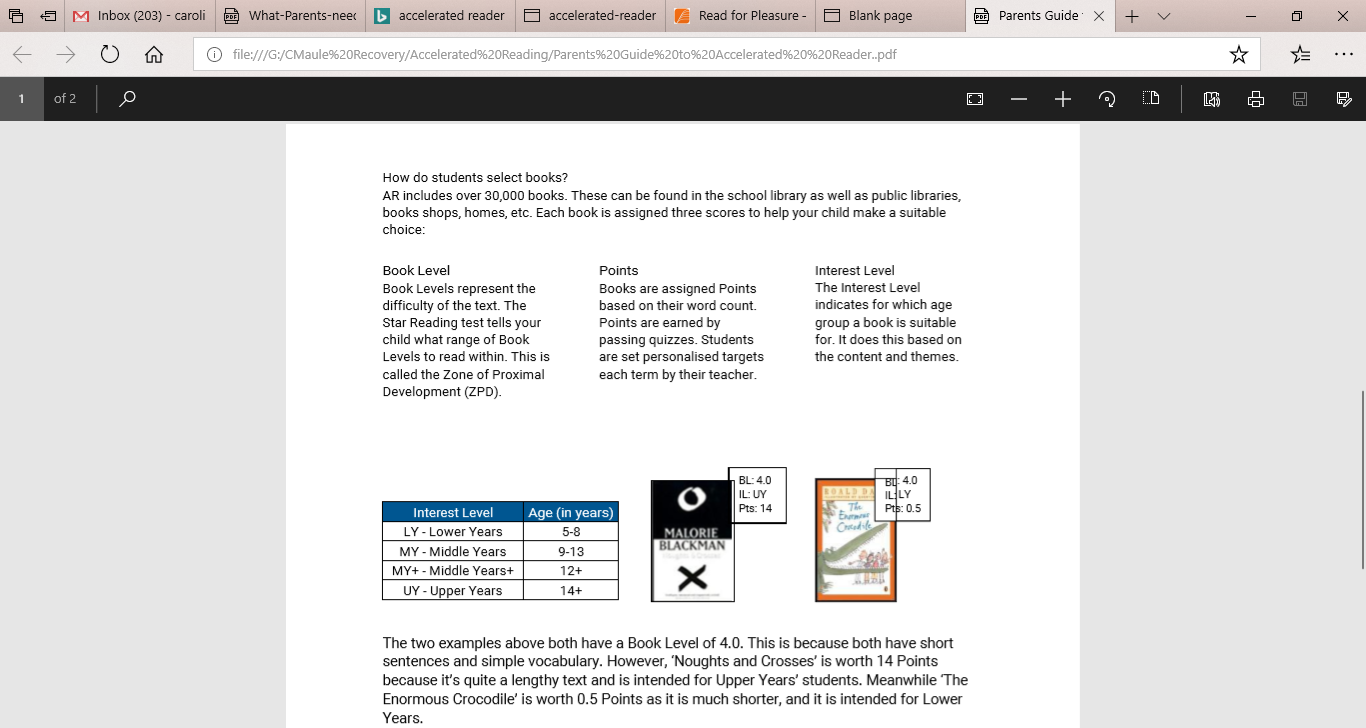 Inbox (203) - caroli
What-Parents-need
accelerated reader
accelerated-reader
Read for Pleasure -
Blank page
Parents Guide
file:///G:/CMaule%20Recovery/Accelerated%20Reading/Parents%20Guide%20to%20Accelerated%20%20Reader..pdf
1 of 2
How do students select books?
AR includes over 30,000 books. These can be found in the school library as well as public libraries,
books shops, homes, etc. Each book is assigned three scores to help your child make a suitable
choice:
Book Level
Book Levels represent the
difficulty of the text. The
Star Reading test tells your
child what range of Book
Levels to read within. This is
called the Zone of Proximal
Development (ZPD).
Points
Books are assigned Points
based on their word count.
Points are earned by
passing quizzes. Students
are set personalised targets
each term by their teacher.
Interest Level
The Interest Level
indicates for which age
group a book is suitable
for. It does this based on
the content and themes.
Interest Level Age (in years)
LY - Lower Years 5-8
MY - Middle Years 9-13
MY+ - Middle Years+ 12+
UY - Upper Years 14+
MALORIE
BLACKMAN
BL: 4.0
IL: UY
Pts: 14
ROALD DA
The
Enormous
Crocodile
BL: 4.0
IL: LY
Pts: 0.5
The two examples above both have a Book Level of 4.0. This is because both have short
sentences and simple vocabulary. However, ‘Noughts and Crosses’ is worth 14 Points
because it’s quite a lengthy text and is intended for Upper Years’ students. Meanwhile ‘The
Enormous Crocodile’ is worth 0.5 Points as it is much shorter, and it is intended for Lower
Years.